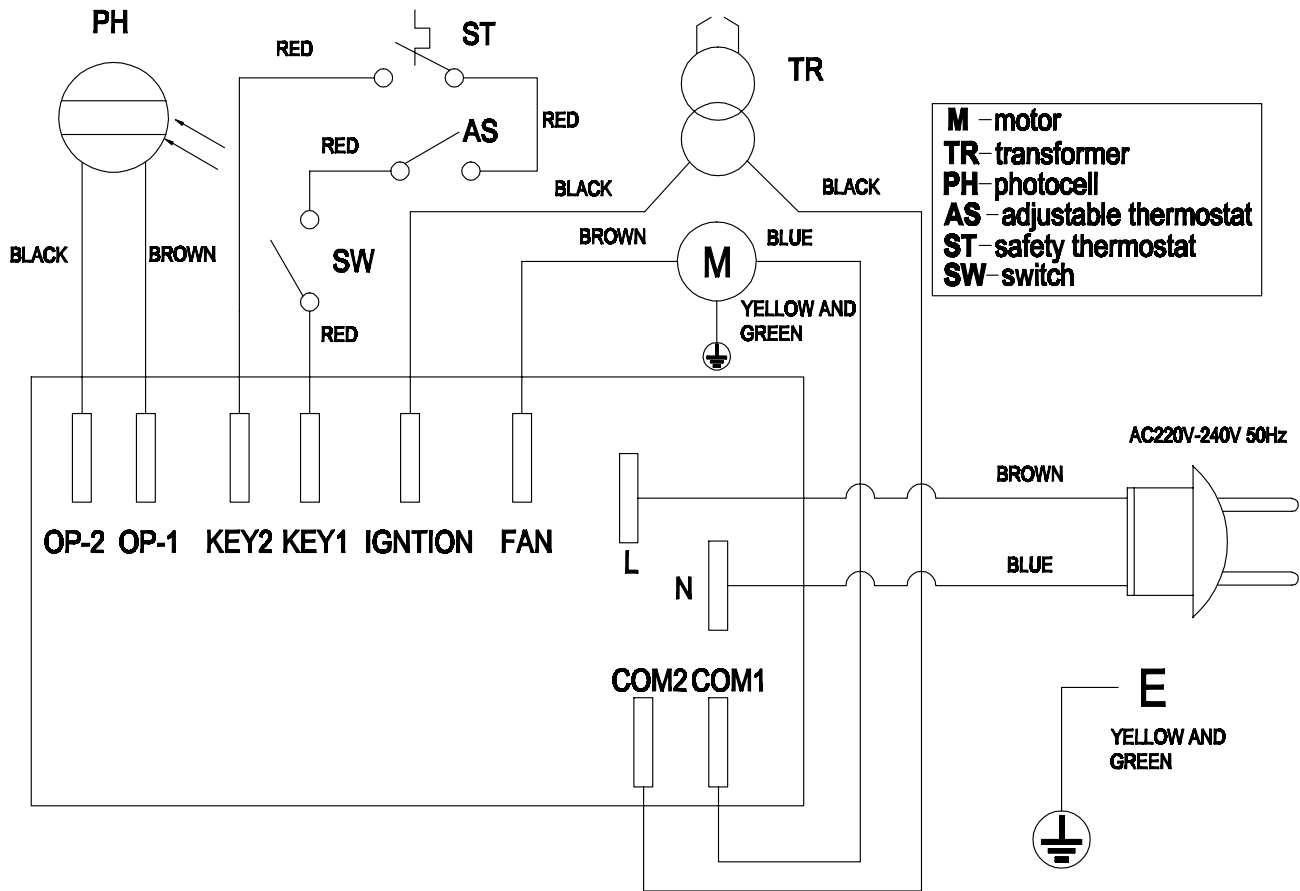 PH
RED
ST
TR
RED
AS
RED
BLACK
BLACK
BLACK
BROWN
SW
BROWN
BLUE
M
YELLOW AND
GREEN
RED
M - motor
TR - transformer
PH - photocell
AS - adjustable thermostat
ST - safety thermostat
SW - switch
AC220V-240V 50Hz
BROWN
BLUE
OP-2 OP-1 KEY2 KEY1 IGNTION FAN
L
N
COM2 COM1
E
YELLOW AND
GREEN